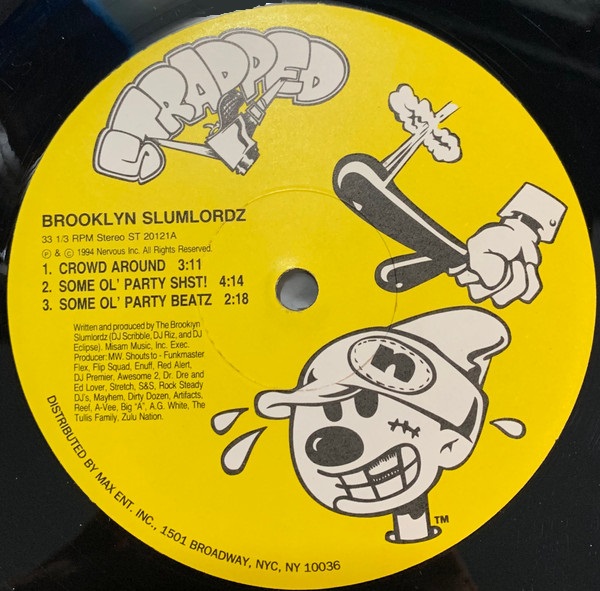 STRAPPED
BROOKLYN SLUMLORDZ
33 1/3 RPM Stereo ST 20121A
℗ & © 1994 Nervous Inc. All Rights Reserved.
1. CROWD AROUND 3:11
2. SOME OL' PARTY SHST! 4:14
3. SOME OL' PARTY BEATZ 2:18
Written and produced by The Brooklyn
Slumlordz (DJ Scribble, DJ Riz, and DJ
Eclipse). Misam Music, Inc. Exec.
Producer: MW. Shouts to - Funkmaster
Flex, Flip Squad, Enuff, Red Alert,
DJ Premier, Awesome 2, Dr. Dre and
Ed Lover, Stretch, S&S, Rock Steady
DJ's, Mayhem, Dirty Dozen, Artifacts,
Reef, A-Vee, Big "A", A.G. White, The
Tullis Family, Zulu Nation.
DISTRIBUTED BY MAX ENT. INC., 1501 BROADWAY, NYC, NY 10036
n
TM